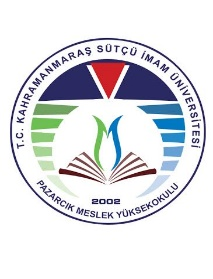 T.C. KAHRAMANMARAŞ SÜTÇÜ İMAM ÜNİVERSİTESİ
2002
PAZARCIK MESLEK YÜKSEKOKULU